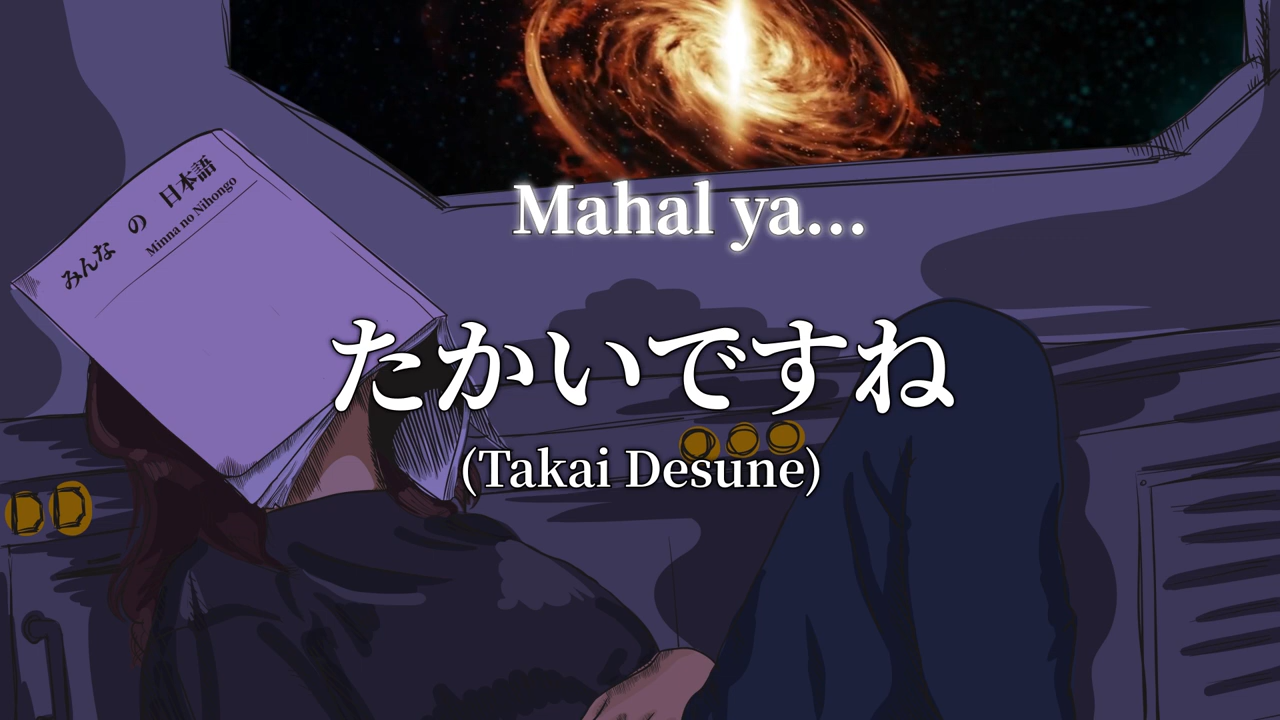 みんな の 日本語
Minna no Nihongo
Mahal ya...
たかいですね
(Takai Desune)